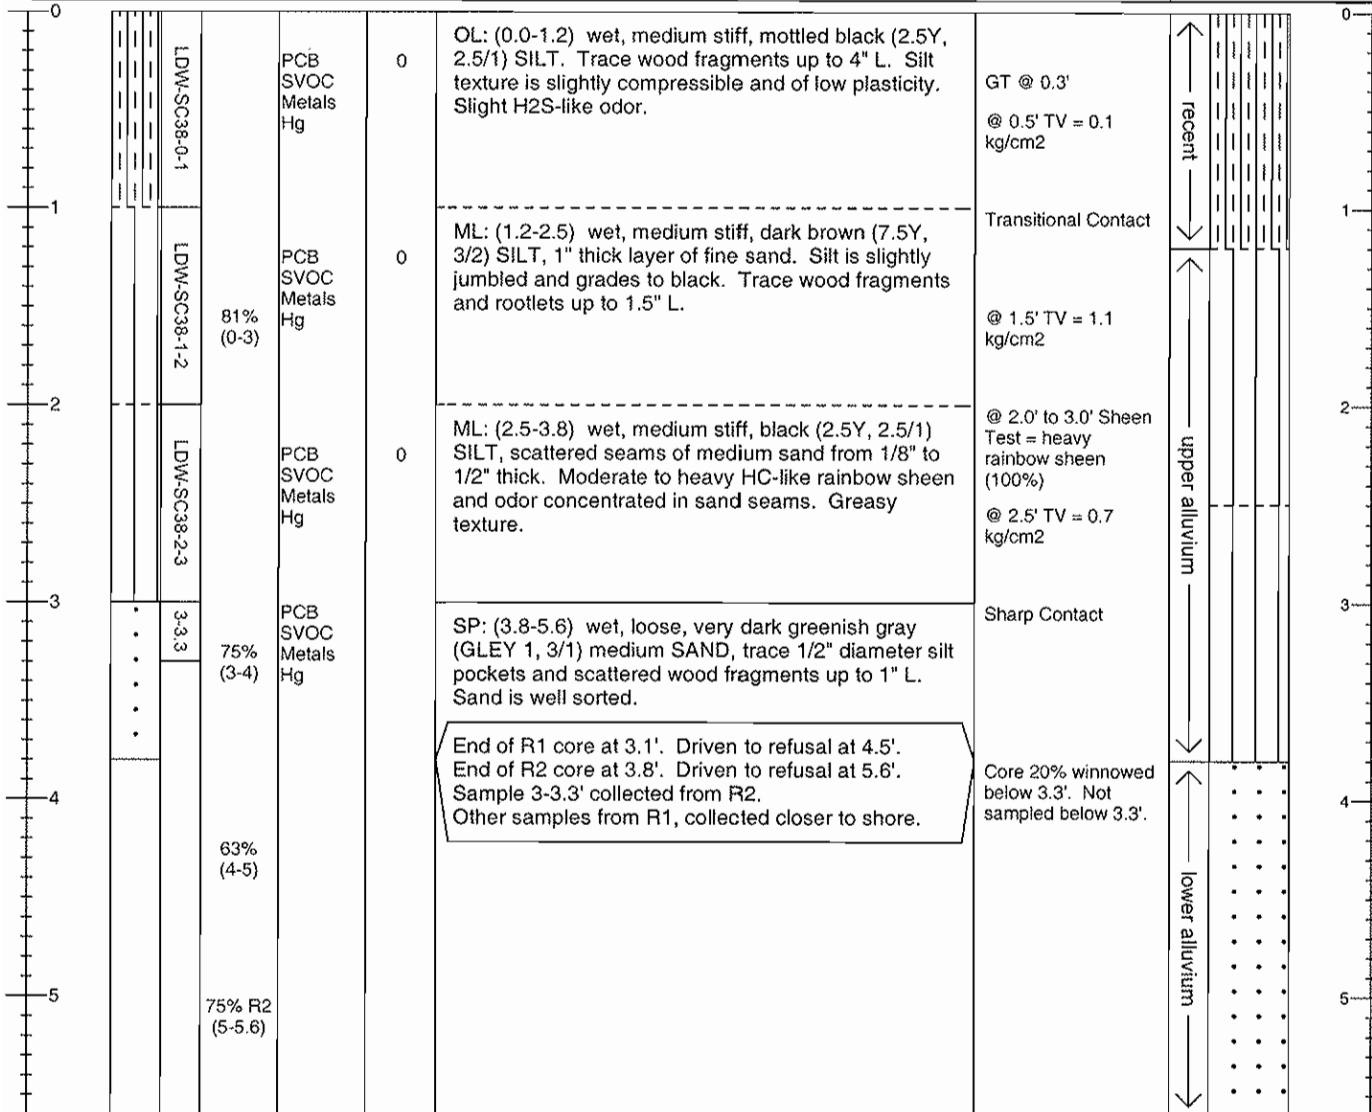 0
1
2
3
4
5
LDW-SC38-0-1
LDW-SC38-1-2
LDW-SC38-2-3
3-3.3
81%
(0-3)
75%
(3-4)
63%
(4-5)
75% R2
(5-5.6)
PCB
SVOC
Metals
Hg
PCB
SVOC
Metals
Hg
PCB
SVOC
Metals
Hg
PCB
SVOC
Metals
Hg
0
0
0
OL: (0.0-1.2) wet, medium stiff, mottled black (2.5Y,
2.5/1) SILT. Trace wood fragments up to 4" L. Silt
texture is slightly compressible and of low plasticity.
Slight H2S-like odor.
ML: (1.2-2.5) wet, medium stiff, dark brown (7.5Y,
3/2) SILT, 1" thick layer of fine sand. Silt is slightly
jumbled and grades to black. Trace wood fragments
and rootlets up to 1.5" L.
ML: (2.5-3.8) wet, medium stiff, black (2.5Y, 2.5/1)
SILT, scattered seams of medium sand from 1/8" to
1/2" thick. Moderate to heavy HC-like rainbow sheen
and odor concentrated in sand seams. Greasy
texture.
SP: (3.8-5.6) wet, loose, very dark greenish gray
(GLEY 1, 3/1) medium SAND, trace 1/2" diameter silt
pockets and scattered wood fragments up to 1" L.
Sand is well sorted.
End of R1 core at 3.1'. Driven to refusal at 4.5'.
End of R2 core at 3.8'. Driven to refusal at 5.6'.
Sample 3-3.3' collected from R2.
Other samples from R1, collected closer to shore.
GT @ 0.3'
@ 0.5' TV = 0.1
kg/cm2
Transitional Contact
@ 1.5' TV = 1.1
kg/cm2
@ 2.0' to 3.0' Sheen
Test = heavy
rainbow sheen
(100%)
@ 2.5' TV = 0.7
kg/cm2
Sharp Contact
Core 20% winnowed
below 3.3'. Not
sampled below 3.3'.
recent
upper alluvium
lower alluvium
0
1
2
3
4
5